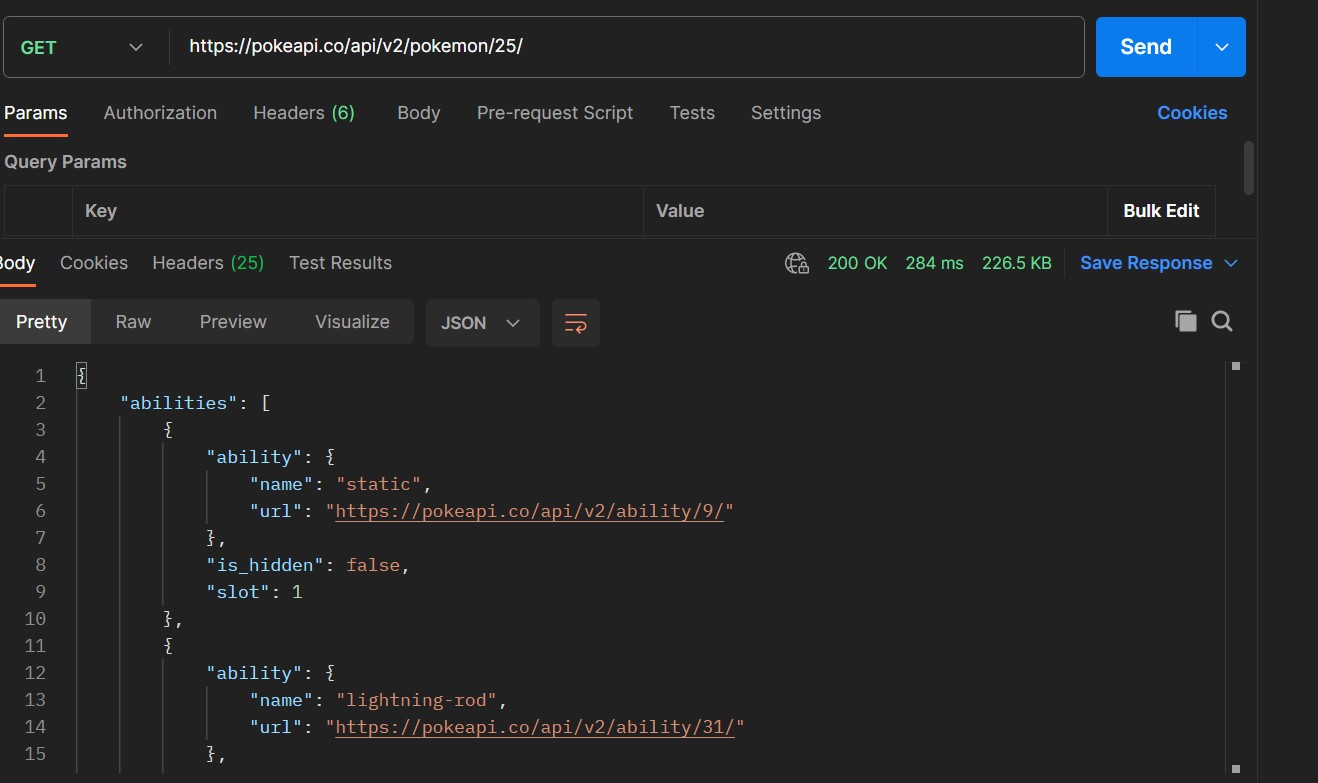 GET https://pokeapi.co/api/v2/pokemon/25/ Send
Params Authorization Headers (6) Body Pre-request Script Tests Settings Cookies
Query Params
Key Value Bulk Edit
Body Cookies Headers (25) Test Results 200 OK 284 ms 226.5 KB Save Response
Pretty Raw Preview Visualize JSON
1 {
2 "abilities": [
3 {
4 "ability": {
5 "name": "static",
6 "url": "https://pokeapi.co/api/v2/ability/9/"
7 },
8 "is_hidden": false,
9 "slot": 1
10 },
11 {
12 "ability": {
13 "name": "lightning-rod",
14 "url": "https://pokeapi.co/api/v2/ability/31/"
15 },